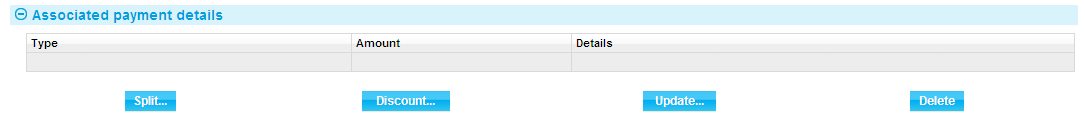 Associated payment details
Type Amount Details
Split... Discount... Update... Delete